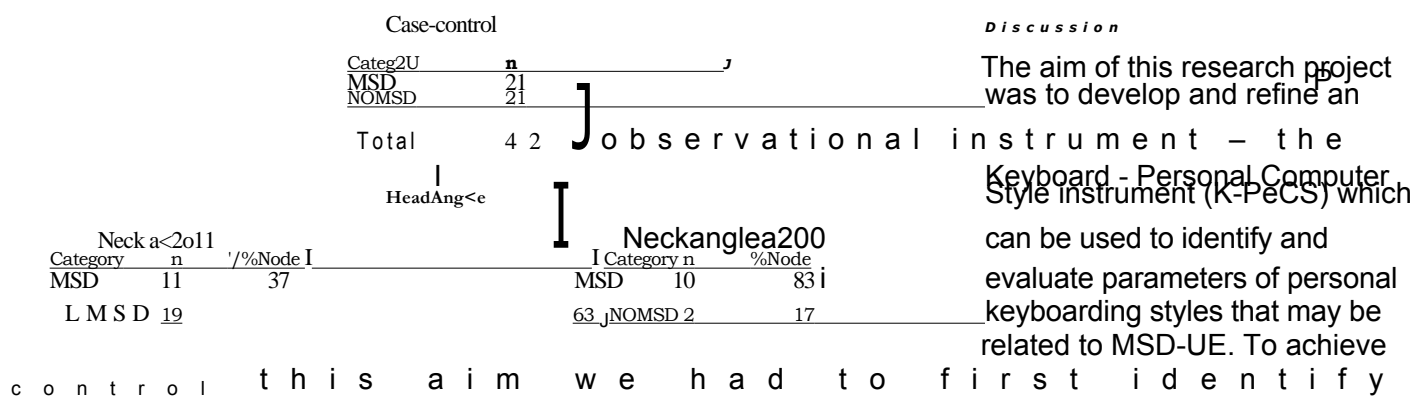 Case-control
Categ2U n J
MSD 21
NOMSD 21
Total 42
HeadAng<e
Neck a<2o11
Category n '/%Node I
MSD 11 37
LMSD 19
Neckanglea200
I Category n %Node
MSD 10 83 i
63 J NOMSD 2 17
control
Discussion
The aim of this research project
P
was to develop and refine an
J observational instrument – the
I
I
Keyboard - Personal Computer
Style instrument (K-PeCS) which
can be used to identify and
evaluate parameters of personal
keyboarding styles that may be
related to MSD-UE. To achieve
this aim we had to first identify